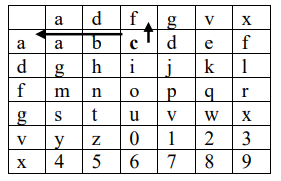 a d f g v x
a a b c d e f
d g h i j k l
f m n o p q r
g s t u v w x
v y z 0 1 2 3
x 4 5 6 7 8 9